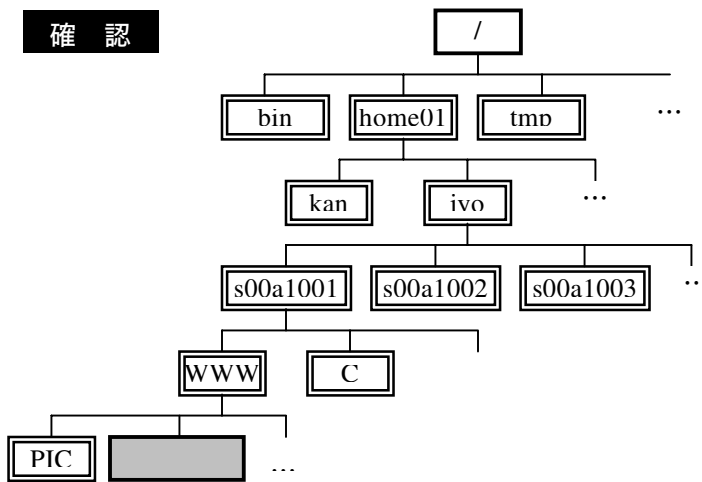 確 認
/
bin home01 tmp ...
kan ivo ...
s00a1001 s00a1002 s00a1003 ..
WWW C
PIC ...